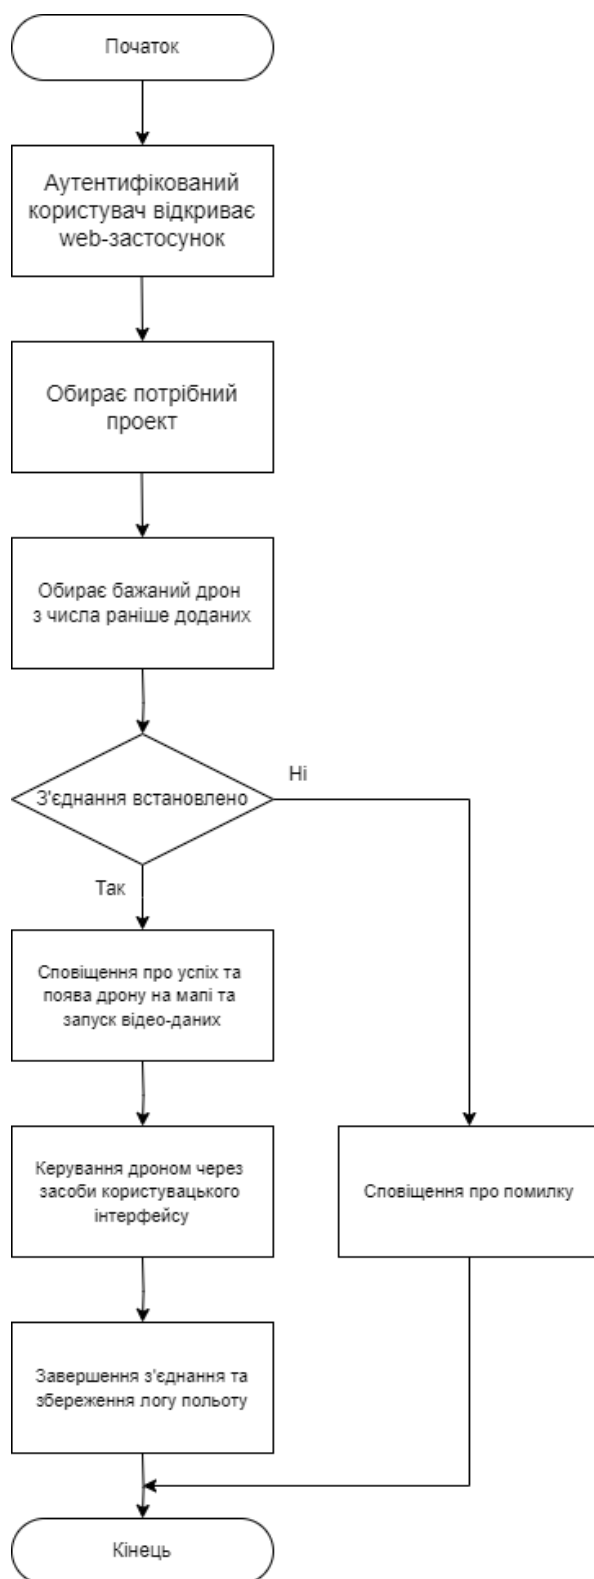 Початок
Аутентифікований
користувач відкриває
web-застосунок
Обирає потрібний
проект
Обирає бажаний дрон
з числа раніше доданих
З'єднання встановлено
Ні
Так
Сповіщення про успіх та
поява дрону на мапі та
запуск відео-даних
Керування дроном через
засоби користувацького
інтерфейсу
Сповіщення про помилку
Завершення з'єднання та
збереження логу польоту
Кінець